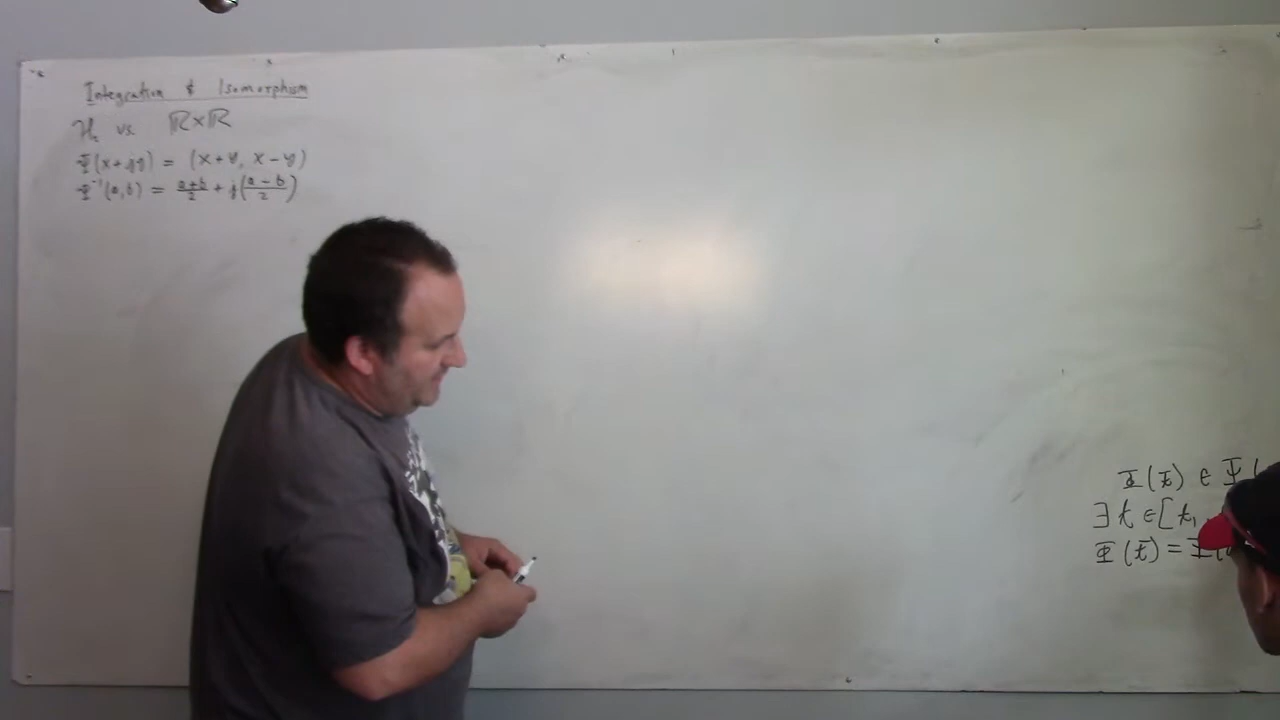 Integration & Isomorphism
ℋ₂ vs. ℝ×ℝ
Φ(x+jy) = (x+y, x-y)
Φ⁻¹(a,b) = (a+b)/2 + j((a-b)/2)
Φ(t̄) ∈ Φ(
∃ t ∈ [t₁
Φ(t̄) = Φ(